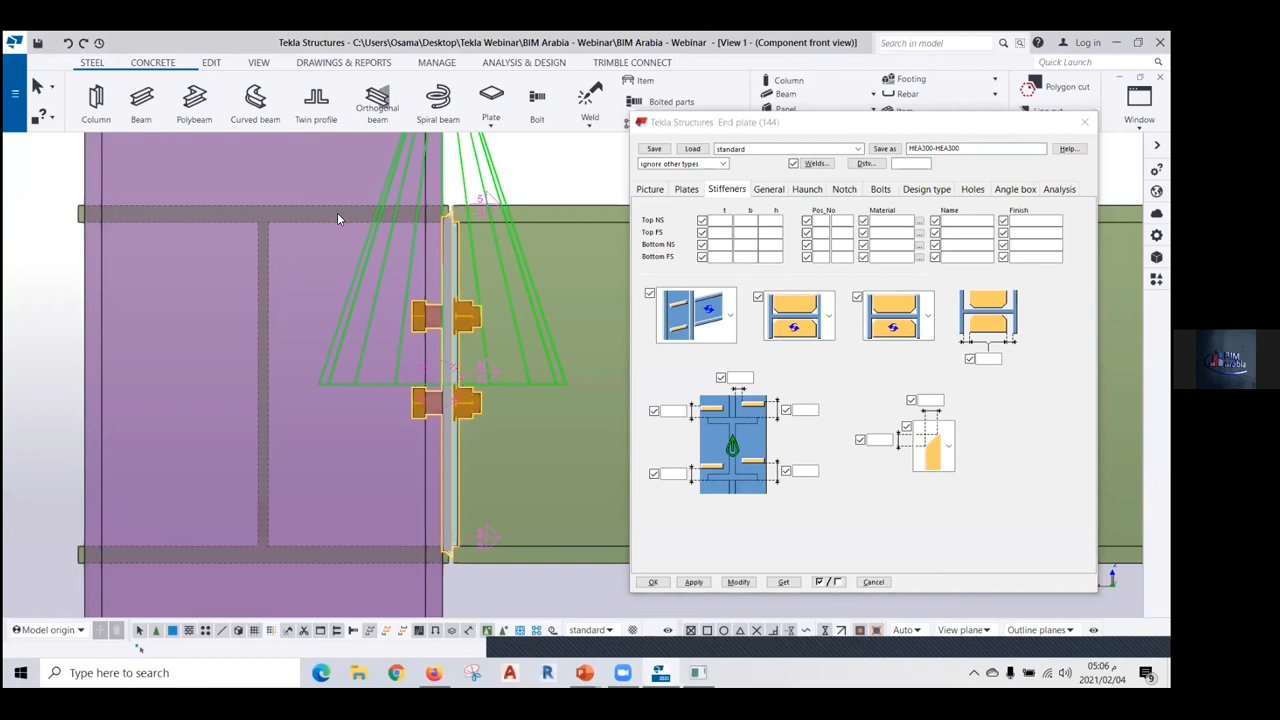 Tekla Structures - C:\Users\Osama\Desktop\Tekla Webinar\BIM Arabia - Webinar\BIM Arabia - Webinar - [View 1 - (Component front view)]
Search in model
Log in
STEEL CONCRETE EDIT VIEW DRAWINGS & REPORTS MANAGE ANALYSIS & DESIGN TRIMBLE CONNECT
Quick Launch
Item
Bolted parts
Column
Beam
Panel
Footing
Rebar
Polygon cut
Column Beam Polybeam Curved beam Twin profile Orthogonal beam Spiral beam Plate Bolt Weld
Window
Tekla Structures End plate (144)
Save Load standard Save as HEA300-HEA300 Help...
ignore other types Welds... Dstv...
Picture Plates Stiffeners General Haunch Notch Bolts Design type Holes Angle box Analysis
t b h Pos_No Material Name Finish
Top NS
Top FS
Bottom NS
Bottom FS
OK Apply Modify Get Cancel
Model origin
standard
Auto
View plane
Outline planes
BIM
Arabia
Type here to search
05:06 م
2021/02/04
9